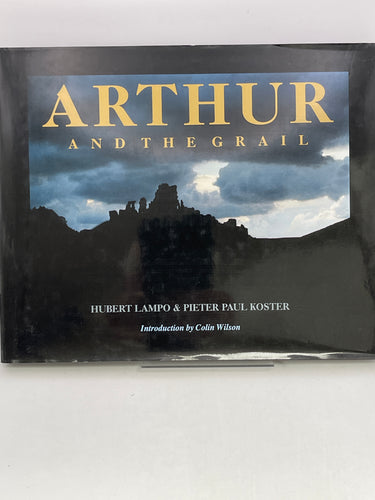 ARTHUR
AND THE GRAIL
HUBERT LAMPO & PIETER PAUL KOSTER
Introduction by Colin Wilson